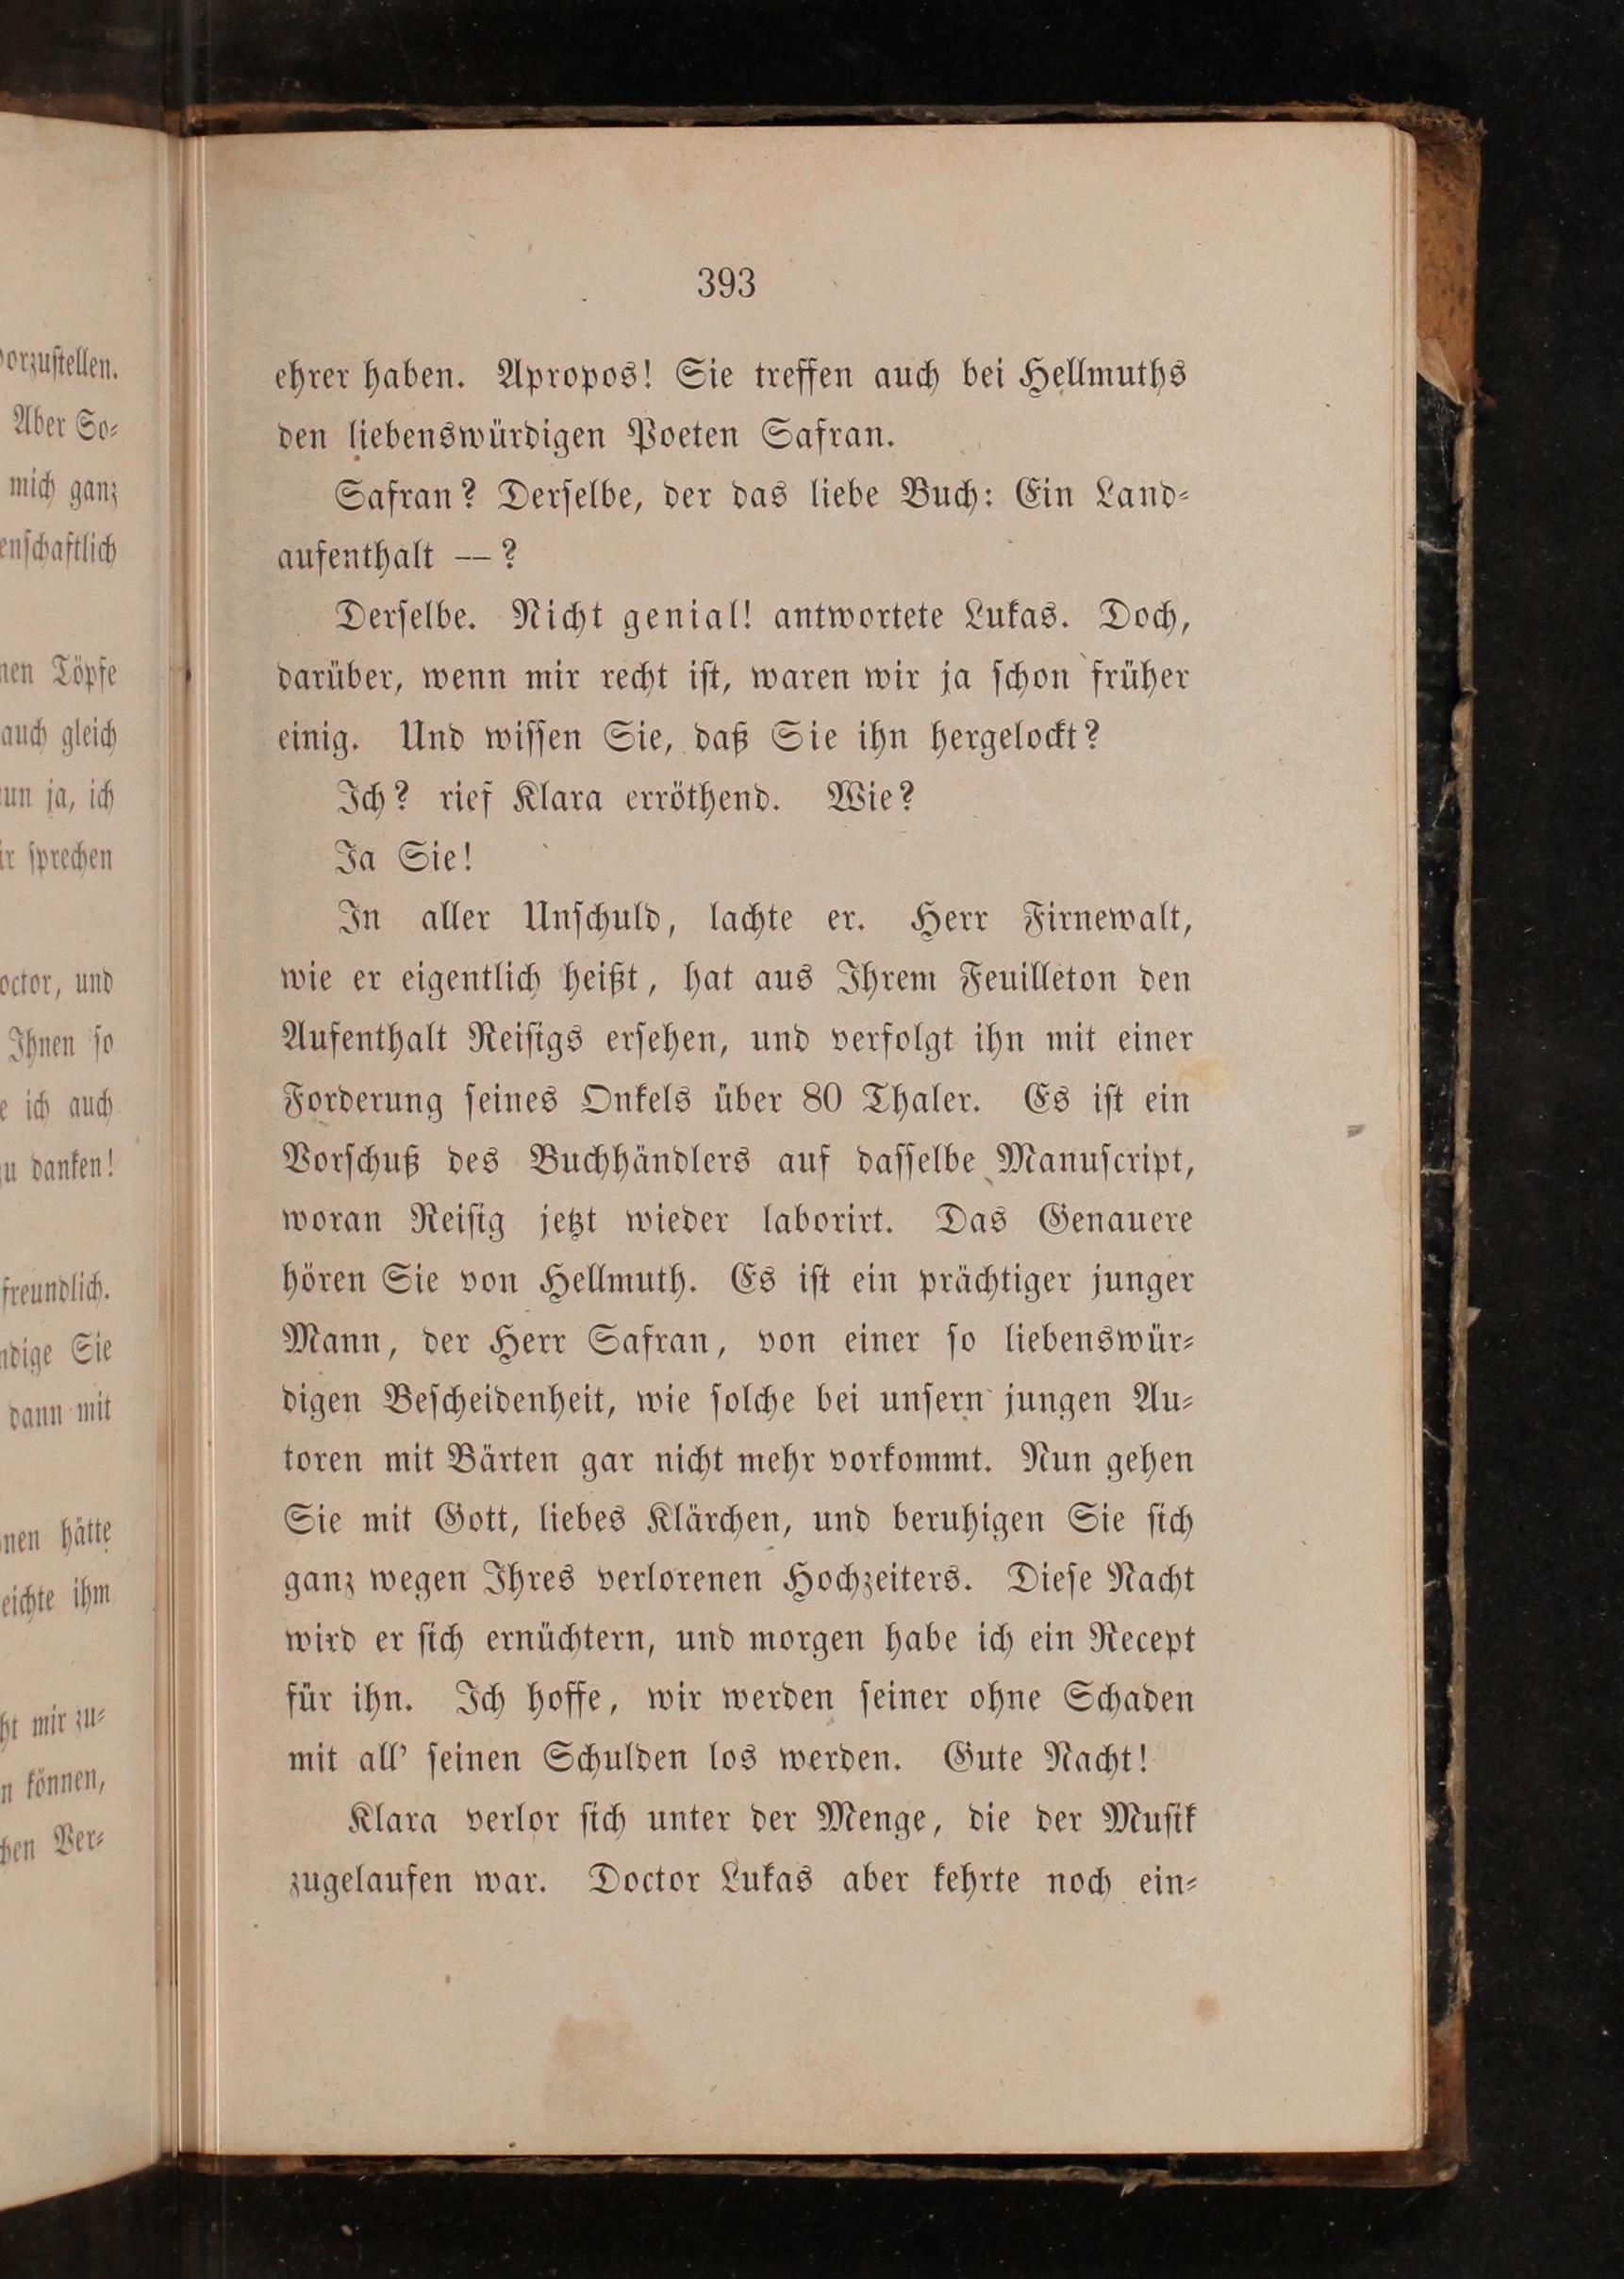 393
ehrer haben. Apropos! Sie treffen auch bei Hellmuths
den liebenswürdigen Poeten Safran.
Safran? Derselbe, der das liebe Buch: Ein Land-
aufenthalt — ?
Derselbe. Nicht genial! antwortete Lukas. Doch,
darüber, wenn mir recht ist, waren wir ja schon früher
einig. Und wissen Sie, daß Sie ihn hergelockt?
Ich? rief Klara erröthend. Wie?
Ja Sie!
In aller Unschuld, lachte er. Herr Firnewalt,
wie er eigentlich heißt, hat aus Ihrem Feuilleton den
Aufenthalt Reisigs ersehen, und verfolgt ihn mit einer
Forderung seines Onkels über 80 Thaler. Es ist ein
Vorschuß des Buchhändlers auf dasselbe Manuscript,
woran Reisig jetzt wieder laborirt. Das Genauere
hören Sie von Hellmuth. Es ist ein prächtiger junger
Mann, der Herr Safran, von einer so liebenswür-
digen Bescheidenheit, wie solche bei unsern jungen Au-
toren mit Bärten gar nicht mehr vorkommt. Nun gehen
Sie mit Gott, liebes Klärchen, und beruhigen Sie sich
ganz wegen Ihres verlorenen Hochzeiters. Diese Nacht
wird er sich ernüchtern, und morgen habe ich ein Recept
für ihn. Ich hoffe, wir werden seiner ohne Schaden
mit all' seinen Schulden los werden. Gute Nacht!
Klara verlor sich unter der Menge, die der Musik
zugelaufen war. Doctor Lukas aber kehrte noch ein-